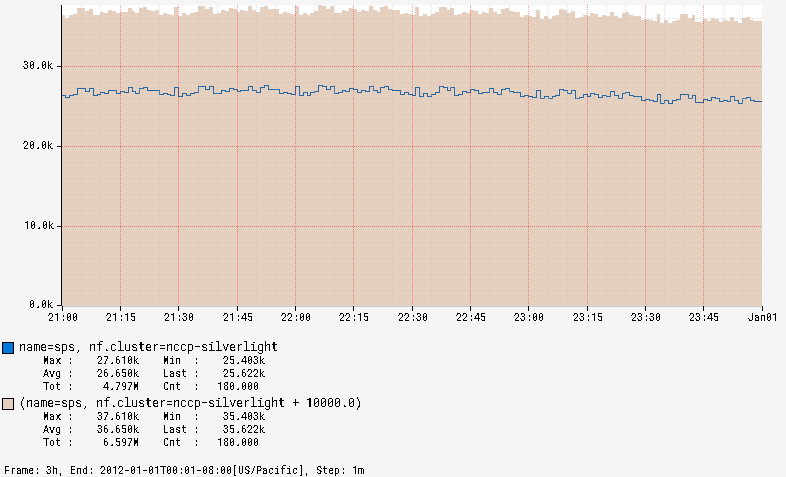 30.0k
20.0k
10.0k
0.0k
21:00 21:15 21:30 21:45 22:00 22:15 22:30 22:45 23:00 23:15 23:30 23:45 Jan01
name=sps, nf.cluster=nccp-silverlight
Max : 27.610k Min : 25.403k
Avg : 26.650k Last : 25.622k
Tot : 4.797M Cnt : 180.000
(name=sps, nf.cluster=nccp-silverlight + 10000.0)
Max : 37.610k Min : 35.403k
Avg : 36.650k Last : 35.622k
Tot : 6.597M Cnt : 180.000
Frame: 3h, End: 2012-01-01T00:01-08:00[US/Pacific], Step: 1m